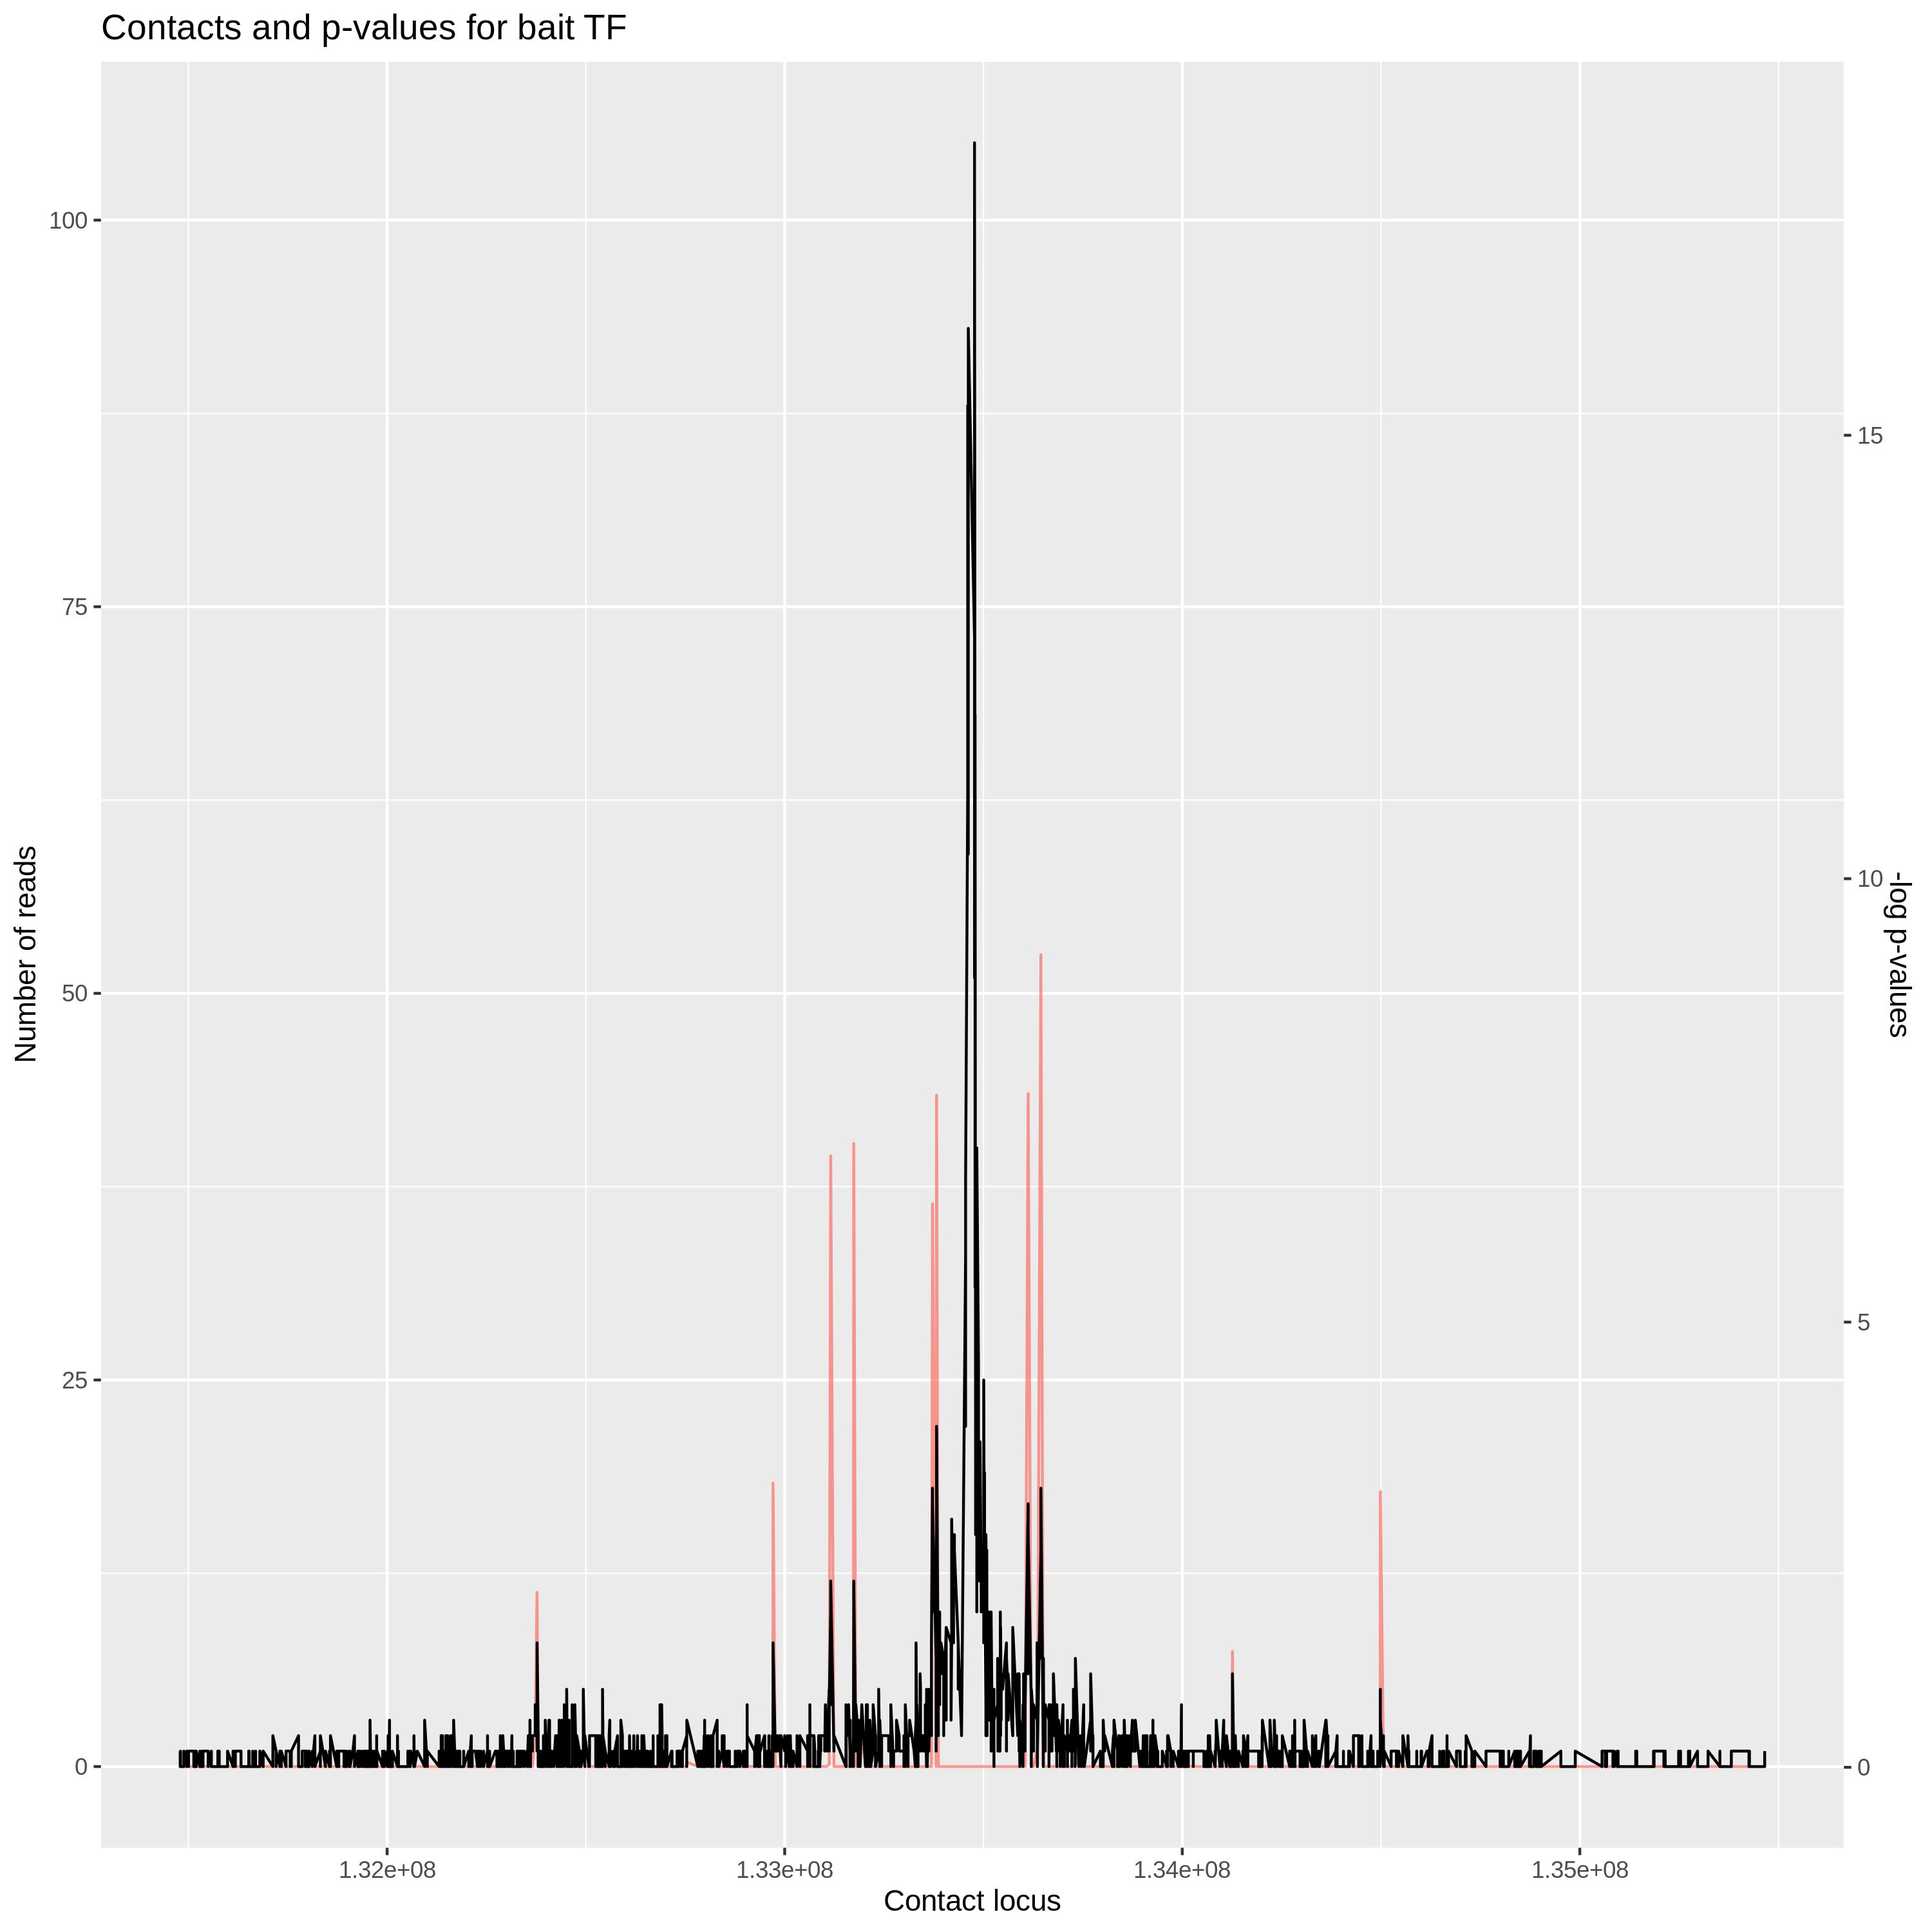 Contacts and p-values for bait TF
100
75
50
25
0
Number of reads
15
10
5
0
-log p-values
1.32e+08
1.33e+08
1.34e+08
1.35e+08
Contact locus